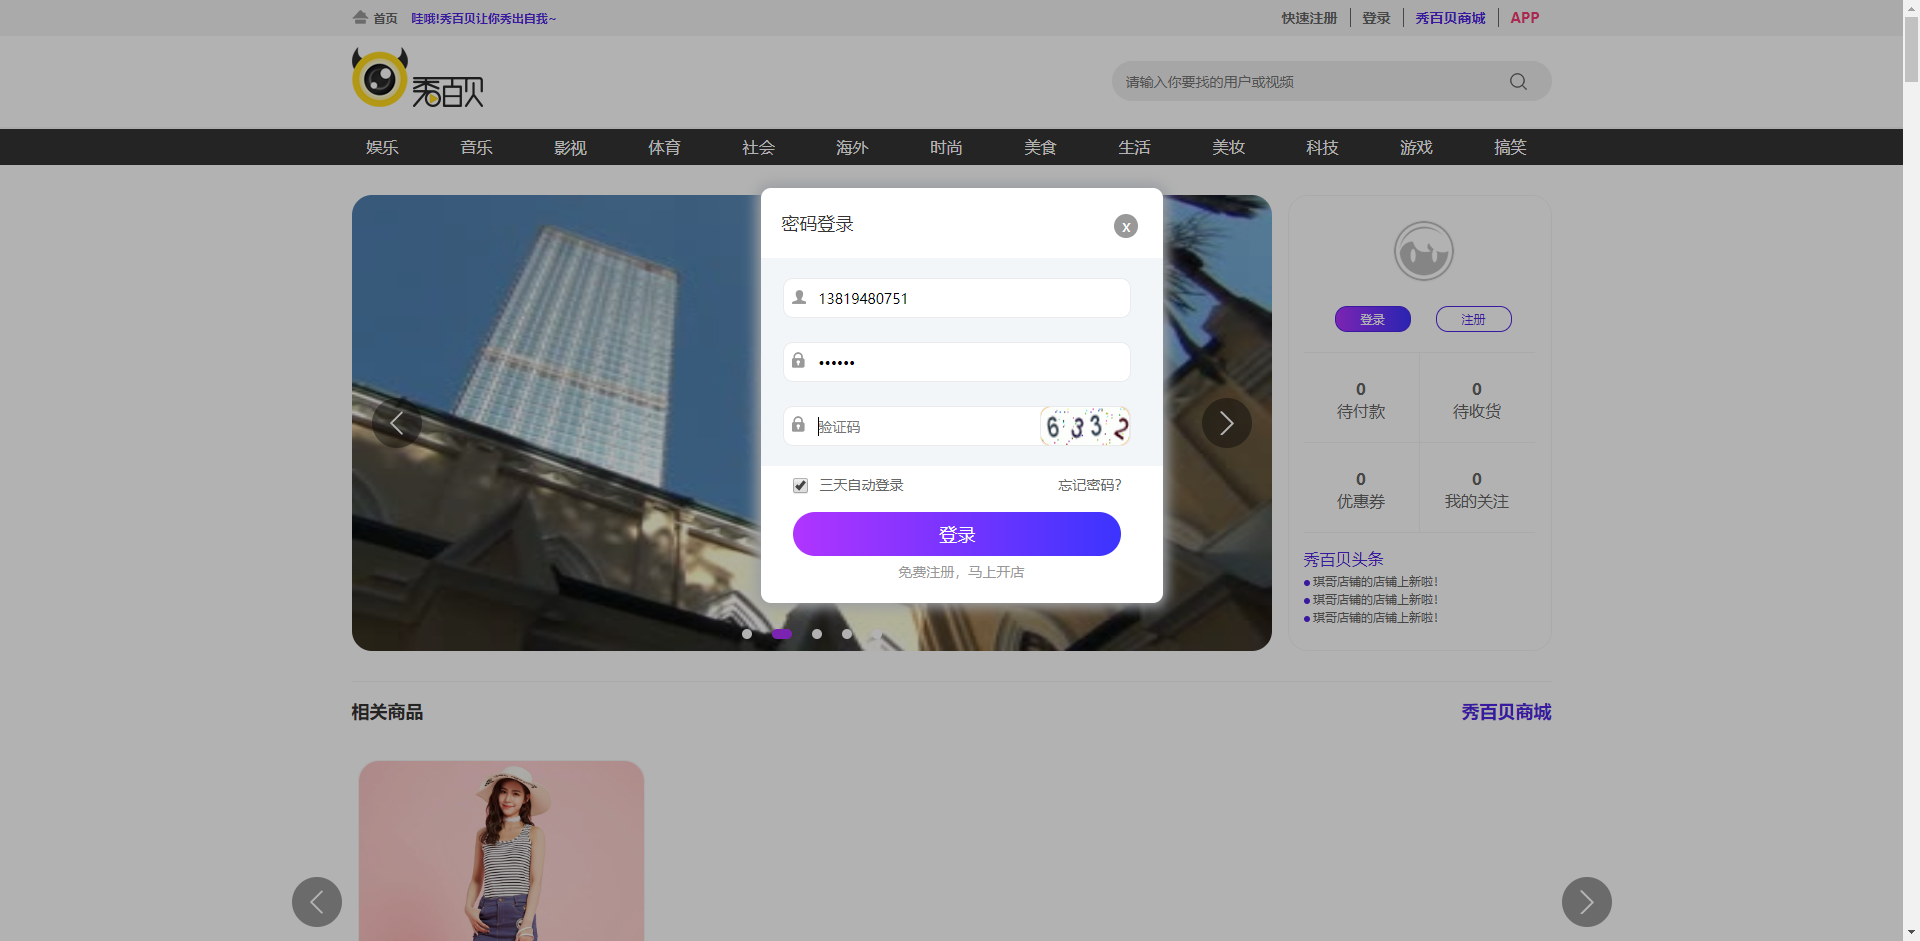 首页 哇哦!秀百贝让你秀出自我~ 快速注册 登录 秀百贝商城 APP
秀百贝
请输入你要找的用户或视频
娱乐 音乐 影视 体育 社会 海外 时尚 美食 生活 美妆 科技 游戏 搞笑
密码登录 x
13819480751
••••••
验证码 6332
三天自动登录 忘记密码?
登录
免费注册，马上开店
登录 注册
0 0
待付款 待收货
0 0
优惠券 我的关注
秀百贝头条
琪哥店铺的店铺上新啦!
琪哥店铺的店铺上新啦!
琪哥店铺的店铺上新啦!
相关商品 秀百贝商城